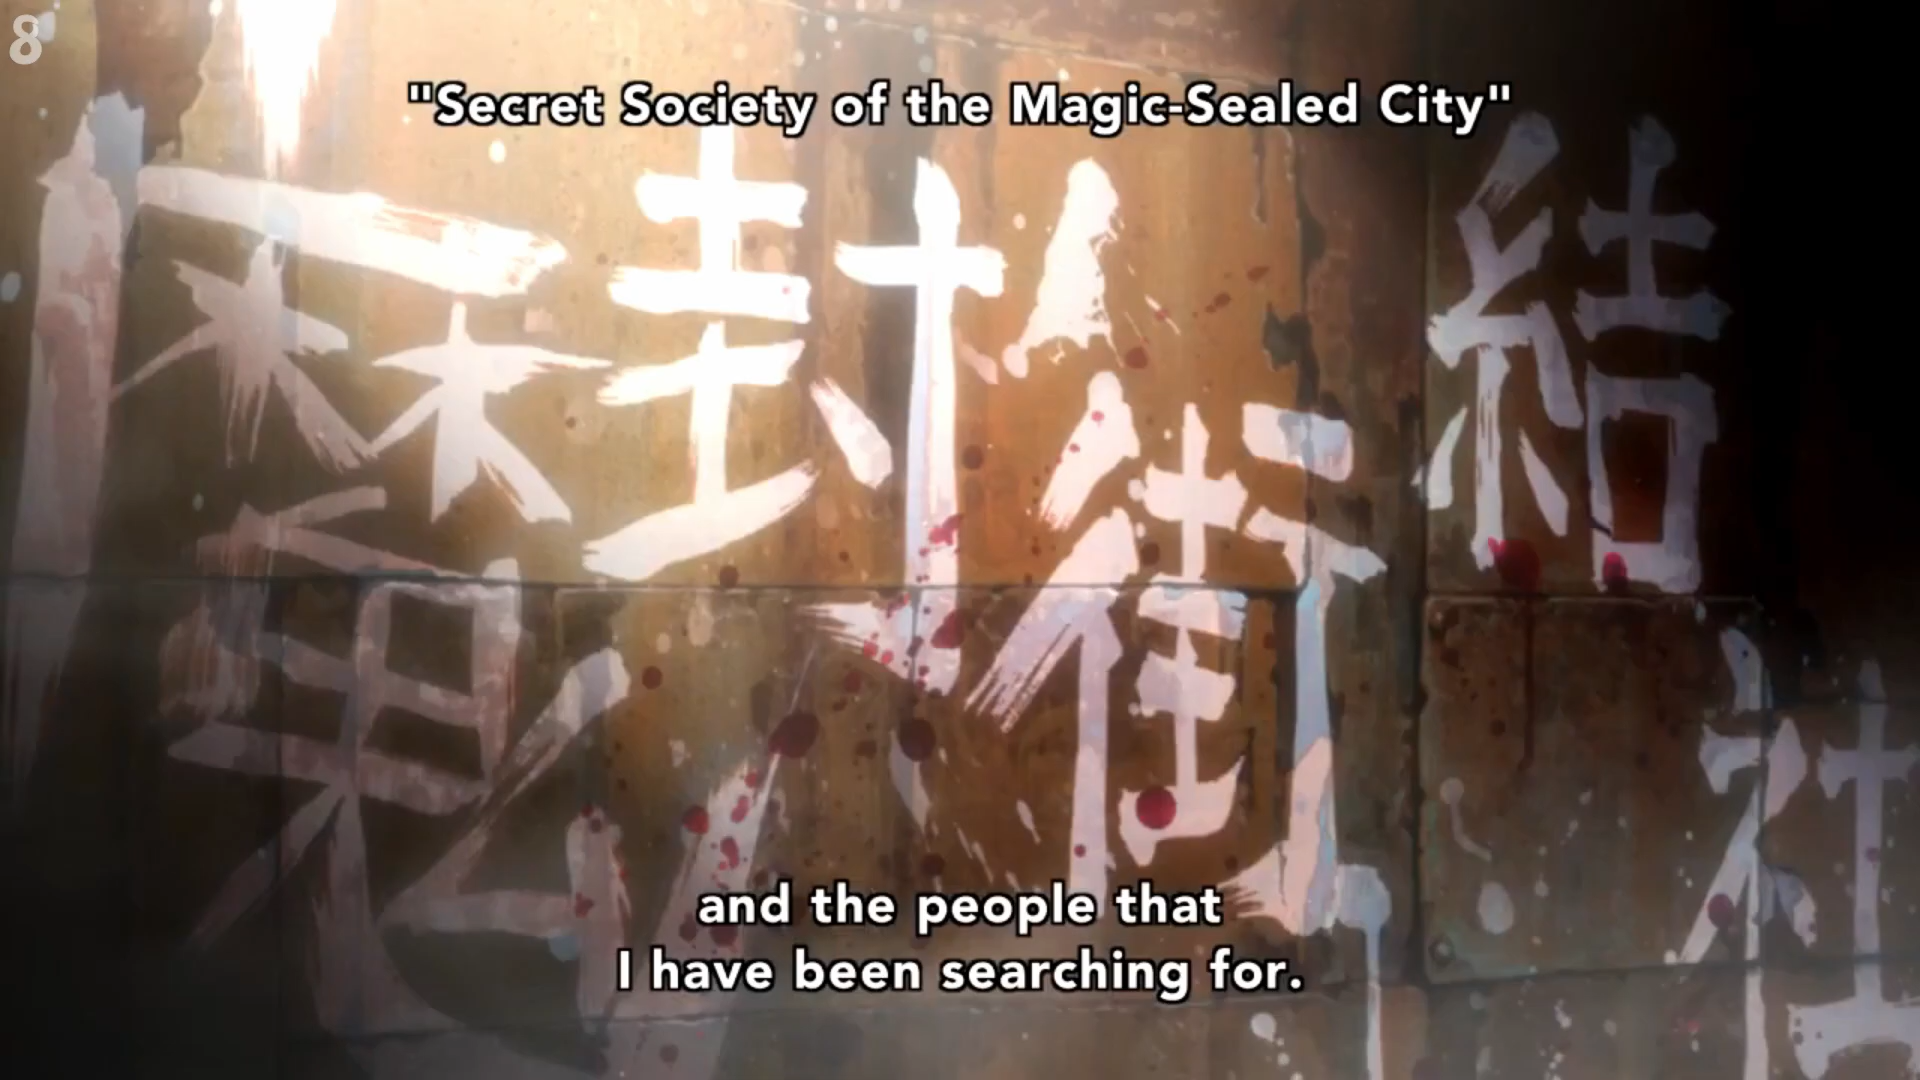 8
"Secret Society of the Magic-Sealed City"
魔封街結社
and the people that
I have been searching for.